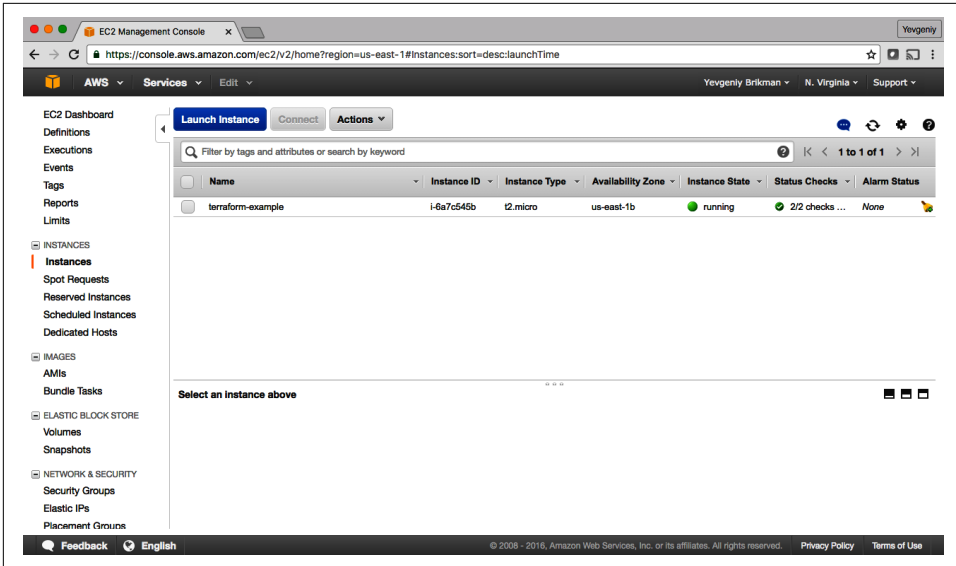 EC2 Management Console
Yevgeniy
https://console.aws.amazon.com/ec2/v2/home?region=us-east-1#Instances:sort=desc:launchTime
AWS Services Edit Yevgeniy Brikman N. Virginia Support
EC2 Dashboard
Definitions
Executions
Events
Tags
Reports
Limits
INSTANCES
Instances
Spot Requests
Reserved Instances
Scheduled Instances
Dedicated Hosts
IMAGES
AMIs
Bundle Tasks
ELASTIC BLOCK STORE
Volumes
Snapshots
NETWORK & SECURITY
Security Groups
Elastic IPs
Placement Groups
Launch Instance Connect Actions
Filter by tags and attributes or search by keyword 1 to 1 of 1
Name Instance ID Instance Type Availability Zone Instance State Status Checks Alarm Status
terraform-example i-6a7c545b t2.micro us-east-1b running 2/2 checks ... None
Select an instance above
Feedback English © 2008 - 2016, Amazon Web Services, Inc. or its affiliates. All rights reserved. Privacy Policy Terms of Use